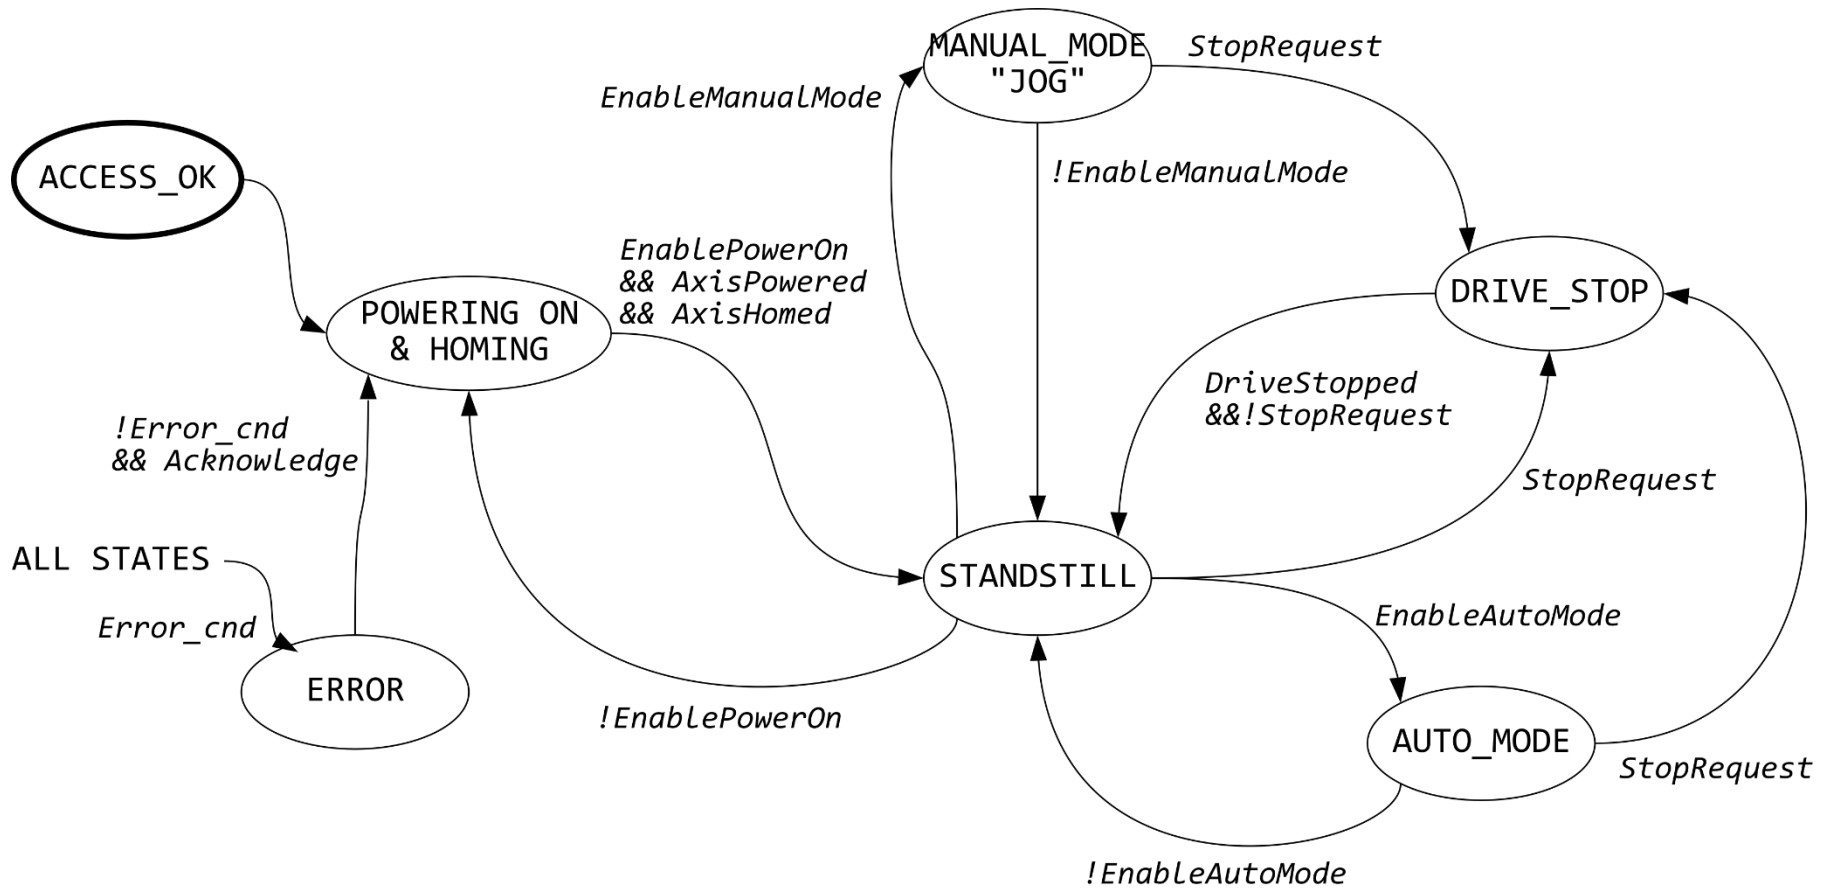 MANUAL_MODE
"JOG"
StopRequest
EnableManualMode
ACCESS_OK
!EnableManualMode
EnablePowerOn
&& AxisPowered
&& AxisHomed
POWERING ON
& HOMING
DRIVE_STOP
DriveStopped
&&!StopRequest
!Error_cnd
&& Acknowledge
StopRequest
ALL STATES
STANDSTILL
Error_cnd
EnableAutoMode
ERROR
!EnablePowerOn
AUTO_MODE
StopRequest
!EnableAutoMode